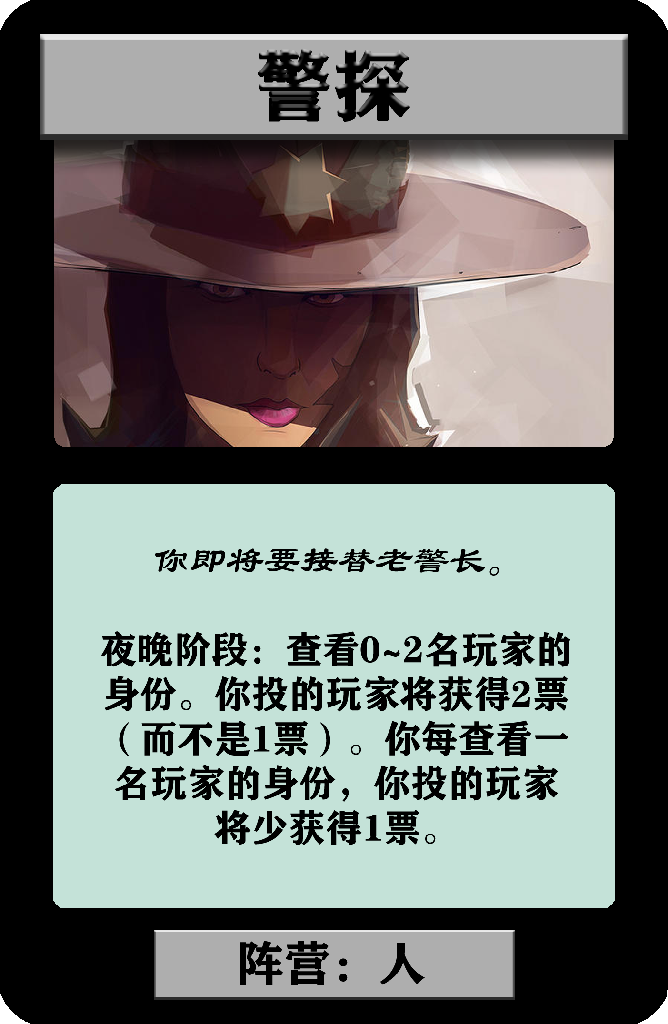 警探
你即将要接替老警长。
夜晚阶段：查看0~2名玩家的
身份。你投的玩家将获得2票
（而不是1票）。你每查看一
名玩家的身份，你投的玩家
将少获得1票。
阵营：人